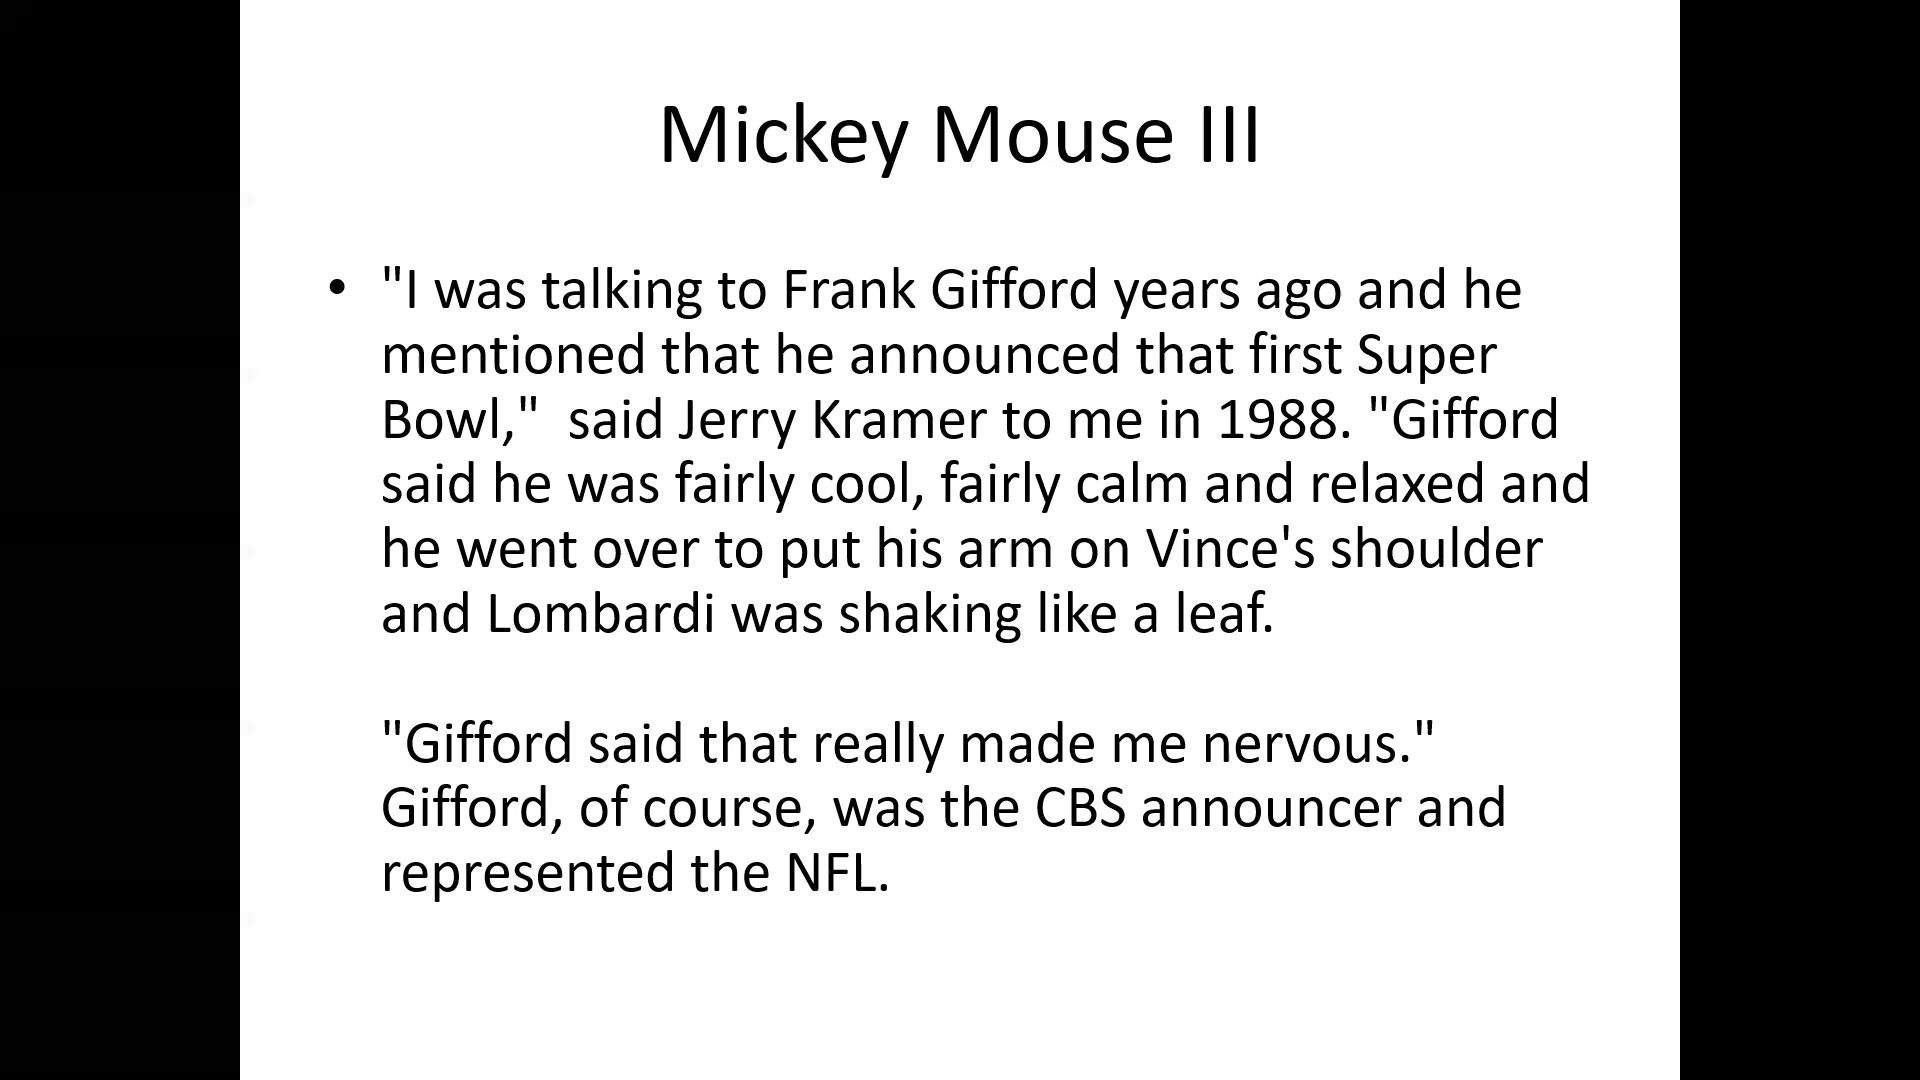 Mickey Mouse III
• "I was talking to Frank Gifford years ago and he
mentioned that he announced that first Super
Bowl,"  said Jerry Kramer to me in 1988. "Gifford
said he was fairly cool, fairly calm and relaxed and
he went over to put his arm on Vince's shoulder
and Lombardi was shaking like a leaf.
"Gifford said that really made me nervous."
Gifford, of course, was the CBS announcer and
represented the NFL.